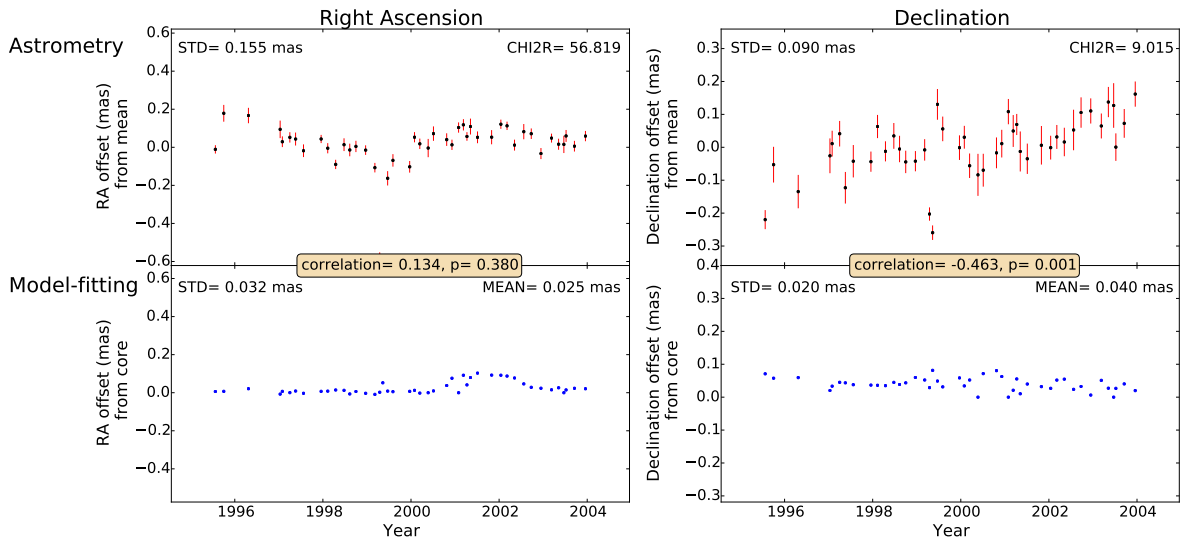 Right Ascension
Declination
Astrometry
Model-fitting
STD= 0.155 mas
CHI2R= 56.819
0.6
0.4
0.2
0.0
−0.2
−0.4
−0.6
RA offset (mas)
from mean
STD= 0.090 mas
CHI2R= 9.015
0.3
0.2
0.1
0.0
−0.1
−0.2
−0.3
Declination offset (mas)
from mean
correlation= 0.134, p= 0.380
correlation= -0.463, p= 0.001
STD= 0.032 mas
MEAN= 0.025 mas
0.6
0.4
0.2
0.0
−0.2
−0.4
RA offset (mas)
from core
1996
1998
2000
2002
2004
Year
STD= 0.020 mas
MEAN= 0.040 mas
0.4
0.3
0.2
0.1
0.0
−0.1
−0.2
−0.3
Declination offset (mas)
from core
1996
1998
2000
2002
2004
Year